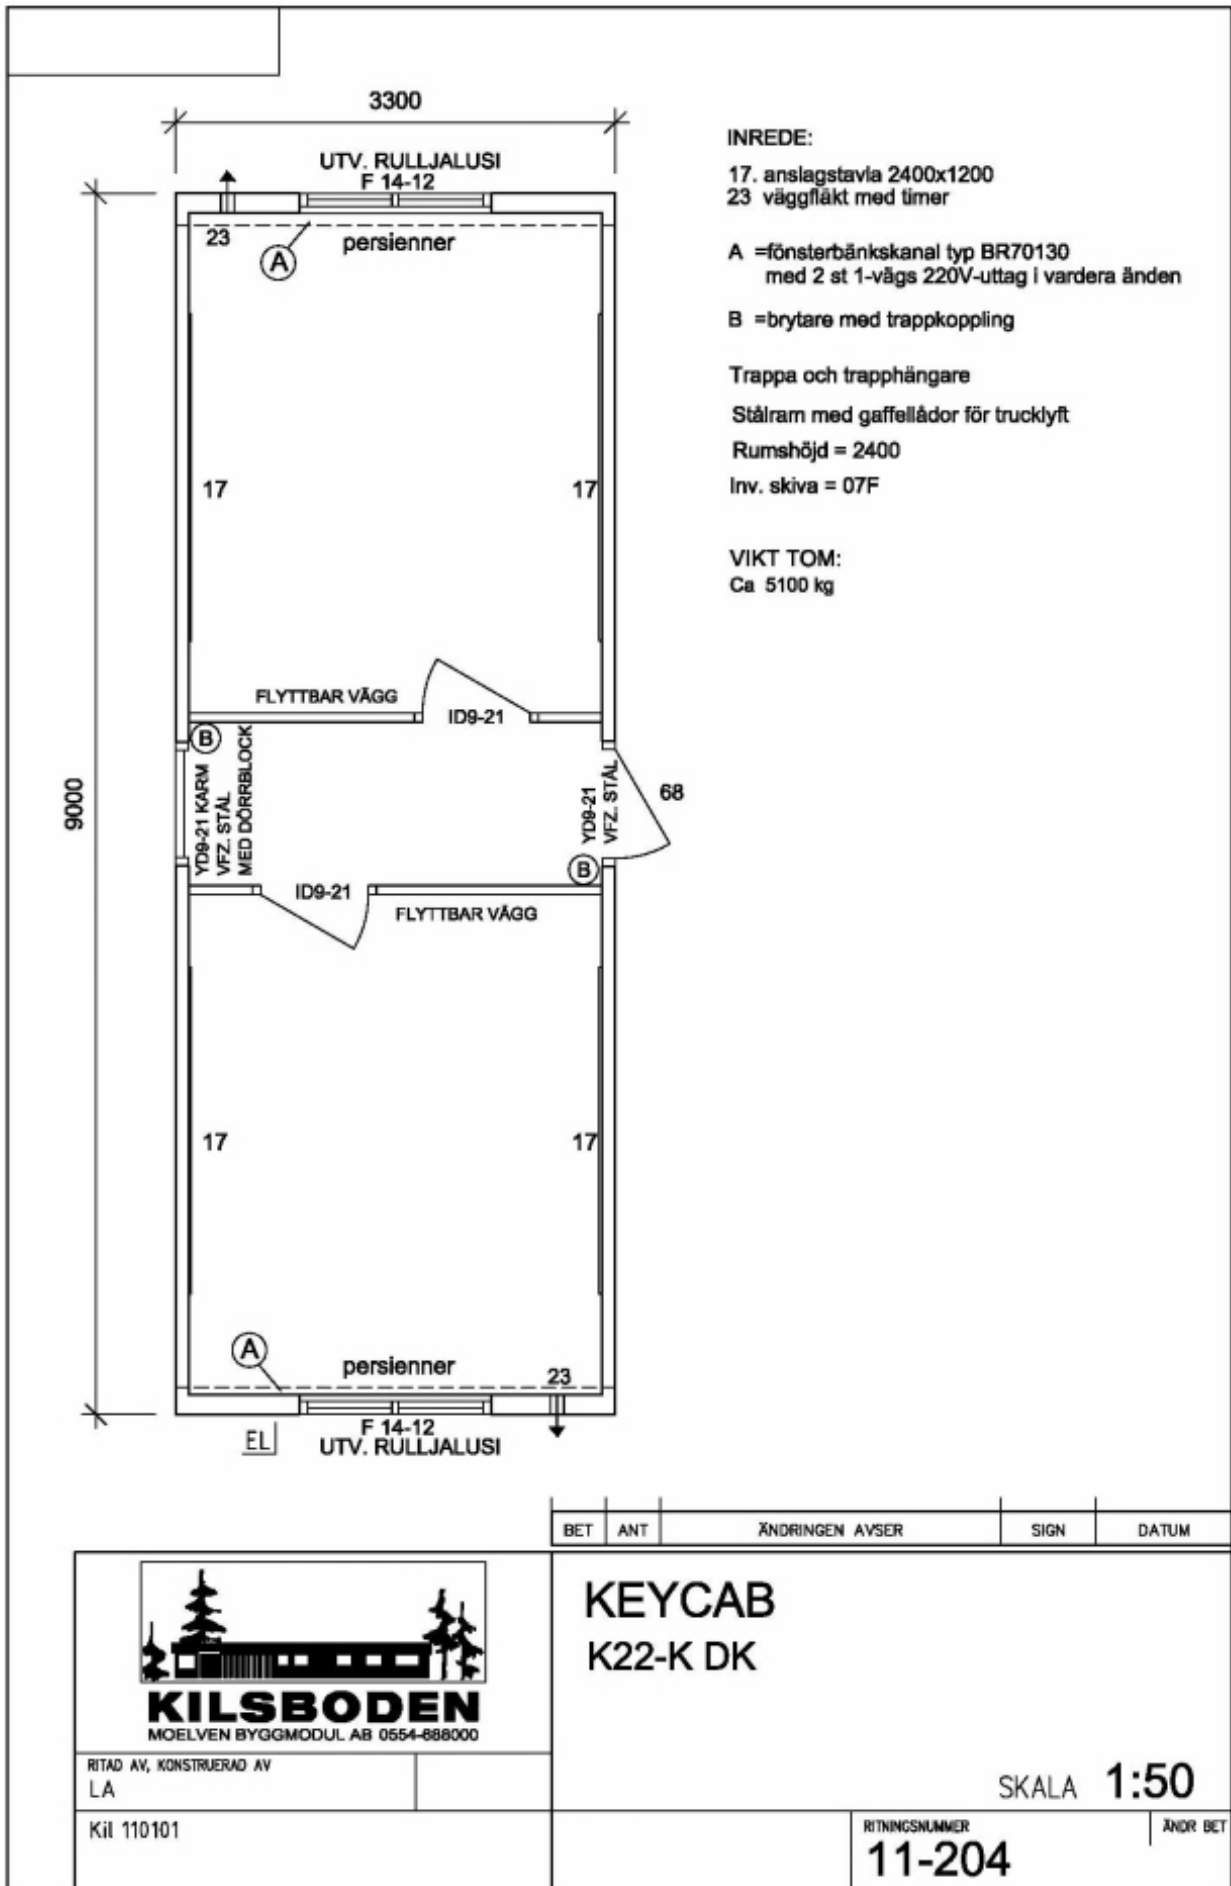 3300
UTV. RULLJALUSI
F 14-12
23
A
persienner
INREDE:
17. anslagstavla 2400x1200
23 väggfläkt med timer
A =fönsterbänkskanal typ BR70130
med 2 st 1-vägs 220V-uttag i vardera änden
B =brytare med trappkoppling
Trappa och trapphängare
Stålram med gaffellådor för trucklyft
Rumshöjd = 2400
Inv. skiva = 07F
VIKT TOM:
Ca 5100 kg
17
17
FLYTTBAR VÄGG
ID9-21
B
YD9-21 KARM
VFZ. STÅL
MED DÖRRBLOCK
YD9-21
VFZ. STÅL
68
9000
B
ID9-21
FLYTTBAR VÄGG
17
17
A
persienner
23
EL
F 14-12
UTV. RULLJALUSI
BET ANT ÄNDRINGEN AVSER SIGN DATUM
KILSBODEN
MOELVEN BYGGMODUL AB 0554-688000
KEYCAB
K22-K DK
RITAD AV, KONSTRUERAD AV
LA
SKALA 1:50
Kil 110101
RITNINGSNUMMER
11-204
ÄNDR BET